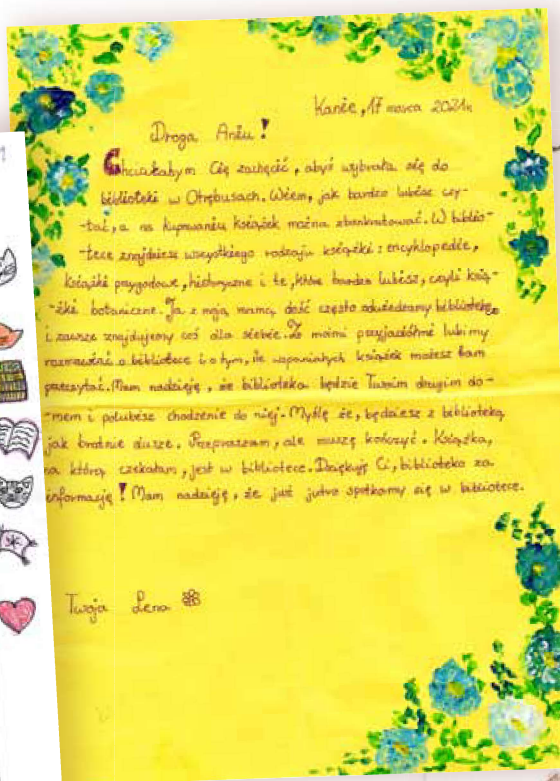 Kanie, 17 marca 2021r.
Droga Aniu!
Chciałabym Cię zachęcić, abyś wybrała się do
biblioteki w Otrębusach. Wiem, jak bardzo lubisz czy-
-tać, a na kupowaniu książek można zbankrutować. W biblio-
-tece znajdziesz wszystkiego rodzaju książki: encyklopedie,
książki przygodowe, historyczne i te, które bardzo lubisz, czyli ksią-
-żki botaniczne. Ja z moją mamą dość często odwiedzamy bibliotekę
i zawsze znajdujemy coś dla siebie. Z moimi przyjaciółmi lubimy
rozmawiać o bibliotece i o tym, ile wspaniałych książek możesz tam
przeczytać. Mam nadzieję, że biblioteka będzie Twoim drugim do-
-mem i polubisz chodzenie do niej. Myślę że, będziesz z biblioteką
jak bratnie dusze. Przepraszam, ale muszę kończyć. Książka,
na którą czekałam, jest w bibliotece. Dziękuję Ci, biblioteko za
informację! Mam nadzieję, że już jutro spotkamy się w bibliotece.
Twoja Lena